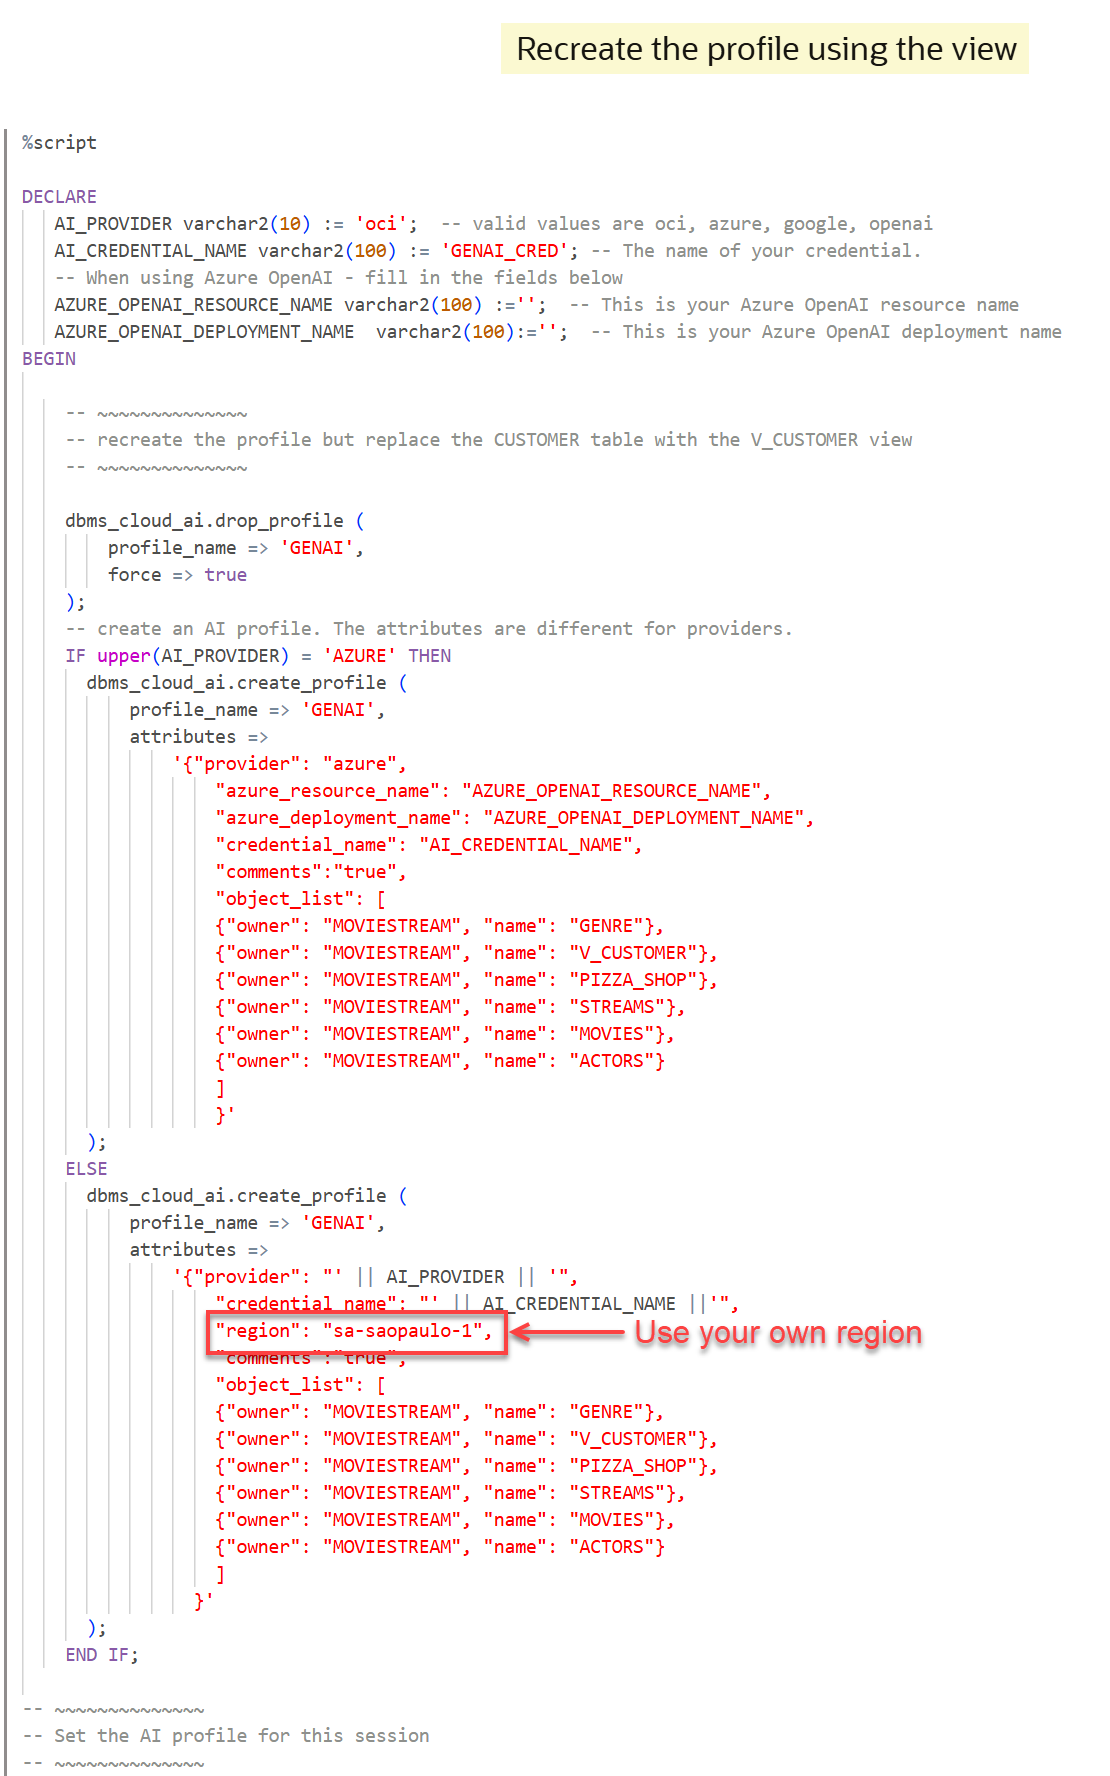 Recreate the profile using the view
%script
DECLARE
AI_PROVIDER varchar2(10) := 'oci';  -- valid values are oci, azure, google, openai
AI_CREDENTIAL_NAME varchar2(100) := 'GENAI_CRED'; -- The name of your credential.
-- When using Azure OpenAI - fill in the fields below
AZURE_OPENAI_RESOURCE_NAME varchar2(100) :='';  -- This is your Azure OpenAI resource name
AZURE_OPENAI_DEPLOYMENT_NAME  varchar2(100):='';  -- This is your Azure OpenAI deployment name
BEGIN
-- ~~~~~~~~~~~~~~
-- recreate the profile but replace the CUSTOMER table with the V_CUSTOMER view
-- ~~~~~~~~~~~~~~
dbms_cloud_ai.drop_profile (
profile_name => 'GENAI',
force => true
);
-- create an AI profile. The attributes are different for providers.
IF upper(AI_PROVIDER) = 'AZURE' THEN
dbms_cloud_ai.create_profile (
profile_name => 'GENAI',
attributes =>
'{"provider": "azure",
"azure_resource_name": "AZURE_OPENAI_RESOURCE_NAME",
"azure_deployment_name": "AZURE_OPENAI_DEPLOYMENT_NAME",
"credential_name": "AI_CREDENTIAL_NAME",
"comments":"true",
"object_list": [
{"owner": "MOVIESTREAM", "name": "GENRE"},
{"owner": "MOVIESTREAM", "name": "V_CUSTOMER"},
{"owner": "MOVIESTREAM", "name": "PIZZA_SHOP"},
{"owner": "MOVIESTREAM", "name": "STREAMS"},
{"owner": "MOVIESTREAM", "name": "MOVIES"},
{"owner": "MOVIESTREAM", "name": "ACTORS"}
]
}'
);
ELSE
dbms_cloud_ai.create_profile (
profile_name => 'GENAI',
attributes =>
'{"provider": "' || AI_PROVIDER || '",
"credential_name": "' || AI_CREDENTIAL_NAME ||'",
"region": "sa-saopaulo-1", Use your own region
"comments":"true",
"object_list": [
{"owner": "MOVIESTREAM", "name": "GENRE"},
{"owner": "MOVIESTREAM", "name": "V_CUSTOMER"},
{"owner": "MOVIESTREAM", "name": "PIZZA_SHOP"},
{"owner": "MOVIESTREAM", "name": "STREAMS"},
{"owner": "MOVIESTREAM", "name": "MOVIES"},
{"owner": "MOVIESTREAM", "name": "ACTORS"}
]
}'
);
END IF;
-- ~~~~~~~~~~~~~~
-- Set the AI profile for this session
-- ~~~~~~~~~~~~~~